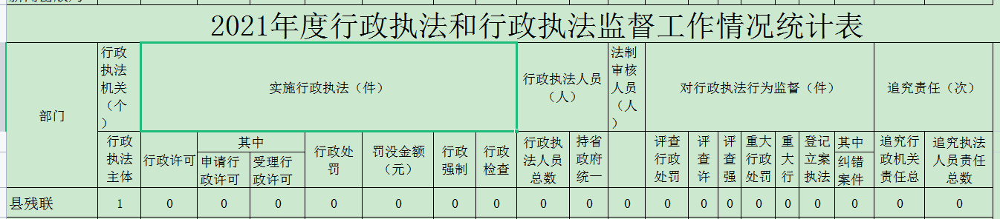 2021年度行政执法和行政执法监督工作情况统计表
部门
行政
执法
机关
（个
）
实施行政执法（件）
行政执法人员
（人）
法制
审核
人员
（人
）
对行政执法行为监督（件）
追究责任（次）
行政
执法
主体
行政许可
其中
申请行
政许可
受理行
政许可
行政处
罚
罚没金额
（元）
行政
强制
行政
检查
行政执
法人员
总数
持省
政府
统一
评查
行政
处罚
评
查
许
评
查
强
重大
行政
处罚
重
大
行
登记
立案
执法
其中
纠错
案件
追究行
政机关
责任总
追究执法
人员责任
总数
县残联 1 0 0 0 0 0 0 0 0 0 0 0 0 0 0 0 0 0 0 0